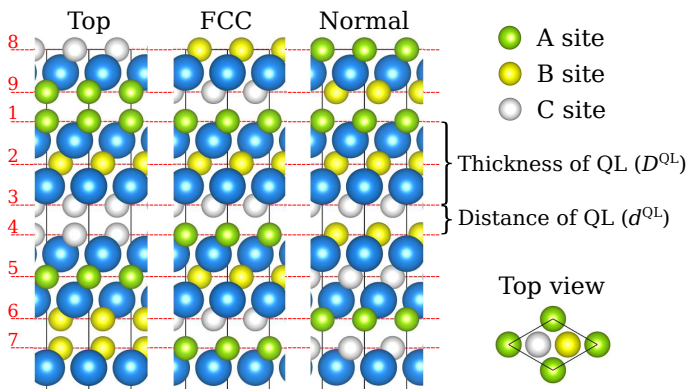 Top FCC Normal
8
9
1
2
3
4
5
6
7
A site
B site
C site
Thickness of QL (D^QL)
Distance of QL (d^QL)
Top view